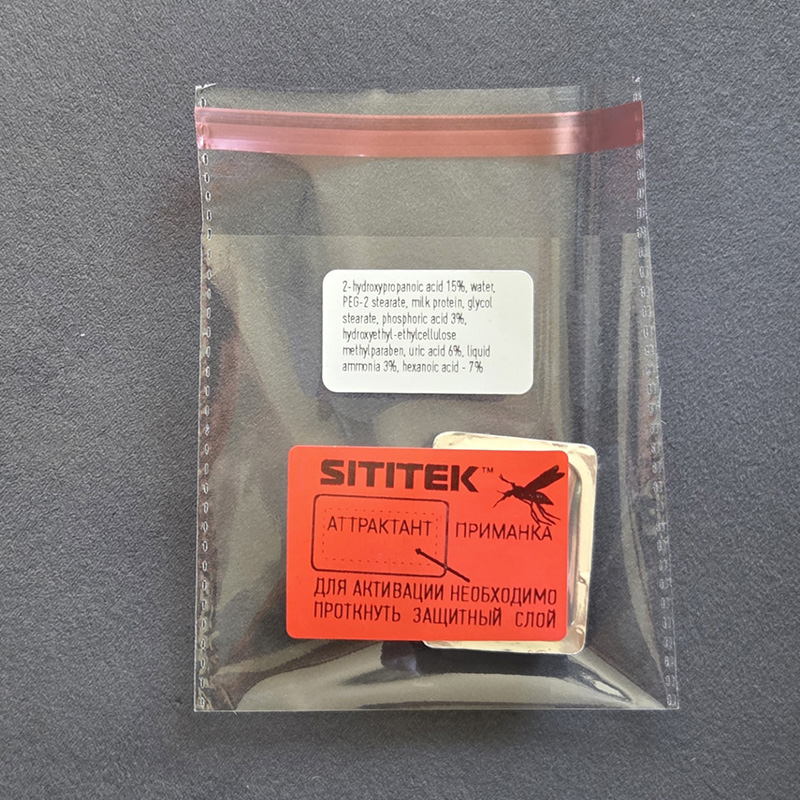 2-hydroxypropanoic acid 15%, water,
PEG-2 stearate, milk protein, glycol
stearate, phosphoric acid 3%,
hydroxyethyl-ethylcellulose
methylparaben, uric acid 6%, liquid
ammonia 3%, hexanoic acid - 7%
SITITEK™
АТТРАКТАНТ ПРИМАНКА
ДЛЯ АКТИВАЦИИ НЕОБХОДИМО
ПРОТКНУТЬ ЗАЩИТНЫЙ СЛОЙ